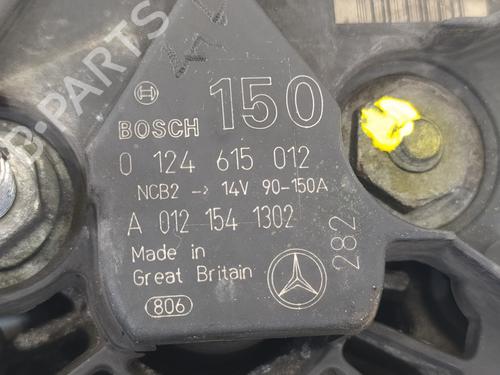 150
BOSCH
0 124 615 012
NCB2 -> 14V 90-150A
A 012 154 1302
Made in
Great Britain
806
282
B-PARTS